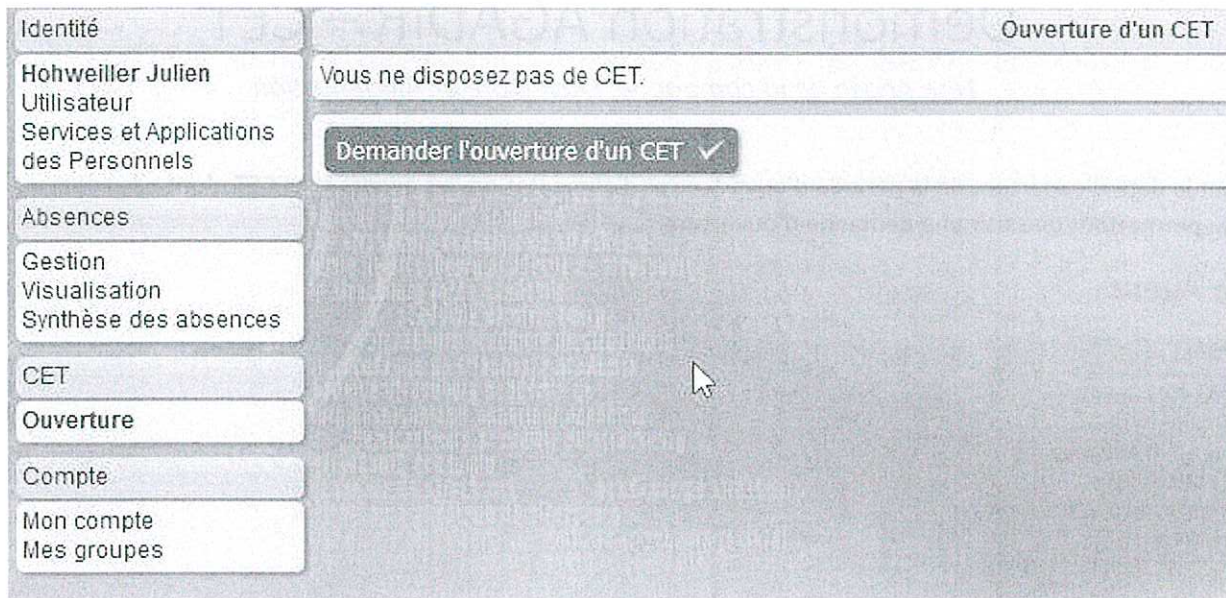 Identité
Hohweiller Julien
Utilisateur
Services et Applications
des Personnels
Absences
Gestion
Visualisation
Synthèse des absences
CET
Ouverture
Compte
Mon compte
Mes groupes
Ouverture d'un CET
Vous ne disposez pas de CET.
Demander l'ouverture d'un CET